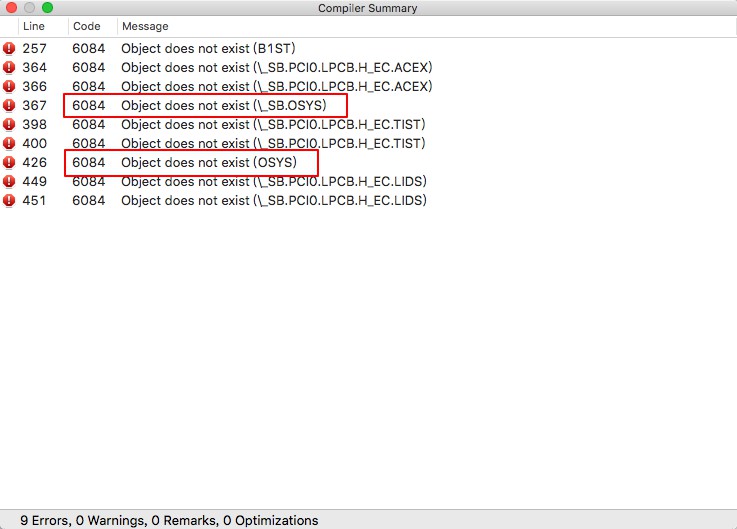 Compiler Summary
Line Code Message
257 6084 Object does not exist (B1ST)
364 6084 Object does not exist (\_SB.PCI0.LPCB.H_EC.ACEX)
366 6084 Object does not exist (\_SB.PCI0.LPCB.H_EC.ACEX)
367 6084 Object does not exist (\_SB.OSYS)
398 6084 Object does not exist (\_SB.PCI0.LPCB.H_EC.TIST)
400 6084 Object does not exist (\_SB.PCI0.LPCB.H_EC.TIST)
426 6084 Object does not exist (OSYS)
449 6084 Object does not exist (\_SB.PCI0.LPCB.H_EC.LIDS)
451 6084 Object does not exist (\_SB.PCI0.LPCB.H_EC.LIDS)
9 Errors, 0 Warnings, 0 Remarks, 0 Optimizations